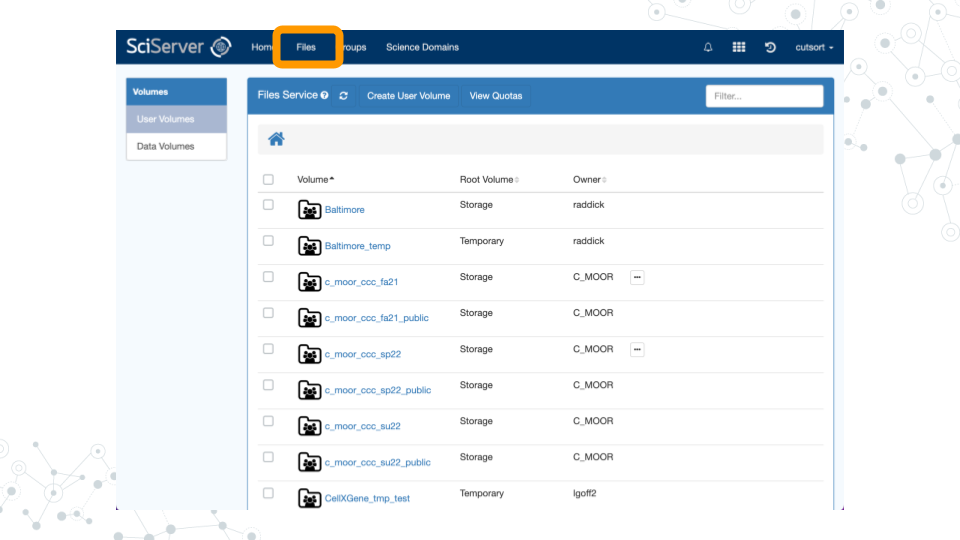 SciServer Home Files Groups Science Domains cutsort
Volumes
User Volumes
Data Volumes
Files Service Create User Volume View Quotas Filter...
Volume Root Volume Owner
Baltimore Storage raddick
Baltimore_temp Temporary raddick
c_moor_ccc_fa21 Storage C_MOOR
c_moor_ccc_fa21_public Storage C_MOOR
c_moor_ccc_sp22 Storage C_MOOR
c_moor_ccc_sp22_public Storage C_MOOR
c_moor_ccc_su22 Storage C_MOOR
c_moor_ccc_su22_public Storage C_MOOR
CellXGene_tmp_test Temporary lgoff2